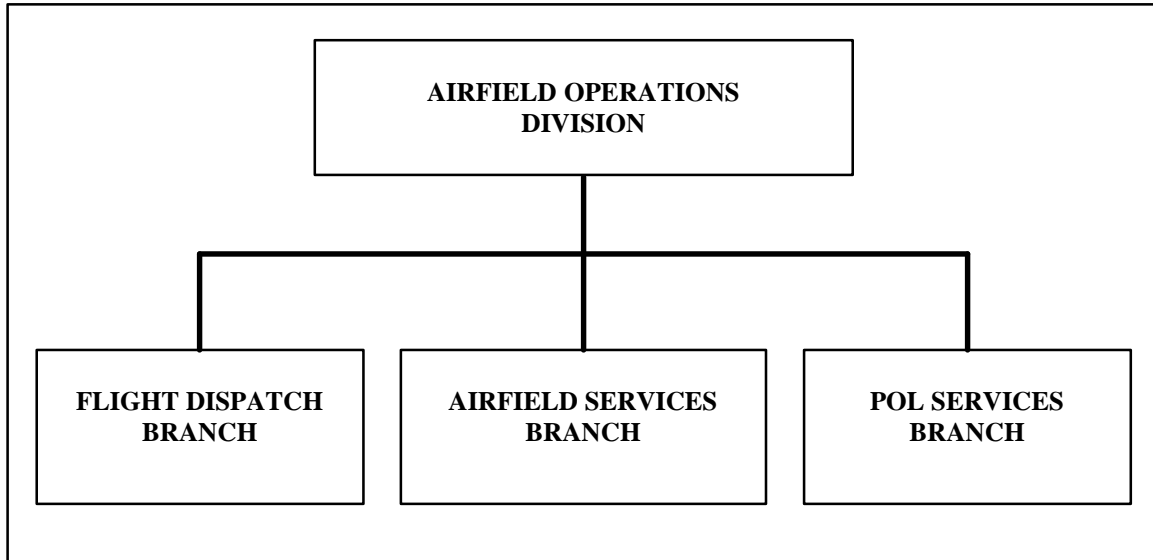 AIRFIELD OPERATIONS
DIVISION
FLIGHT DISPATCH
BRANCH
AIRFIELD SERVICES
BRANCH
POL SERVICES
BRANCH